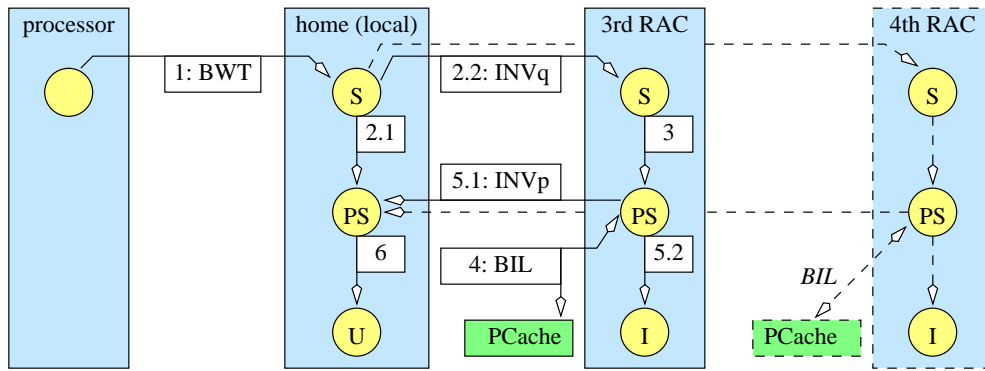 processor
home (local)
3rd RAC
4th RAC
1: BWT
2.2: INVq
S
S
S
2.1
3
5.1: INVp
PS
PS
PS
6
4: BIL
5.2
BIL
U
PCache
I
PCache
I